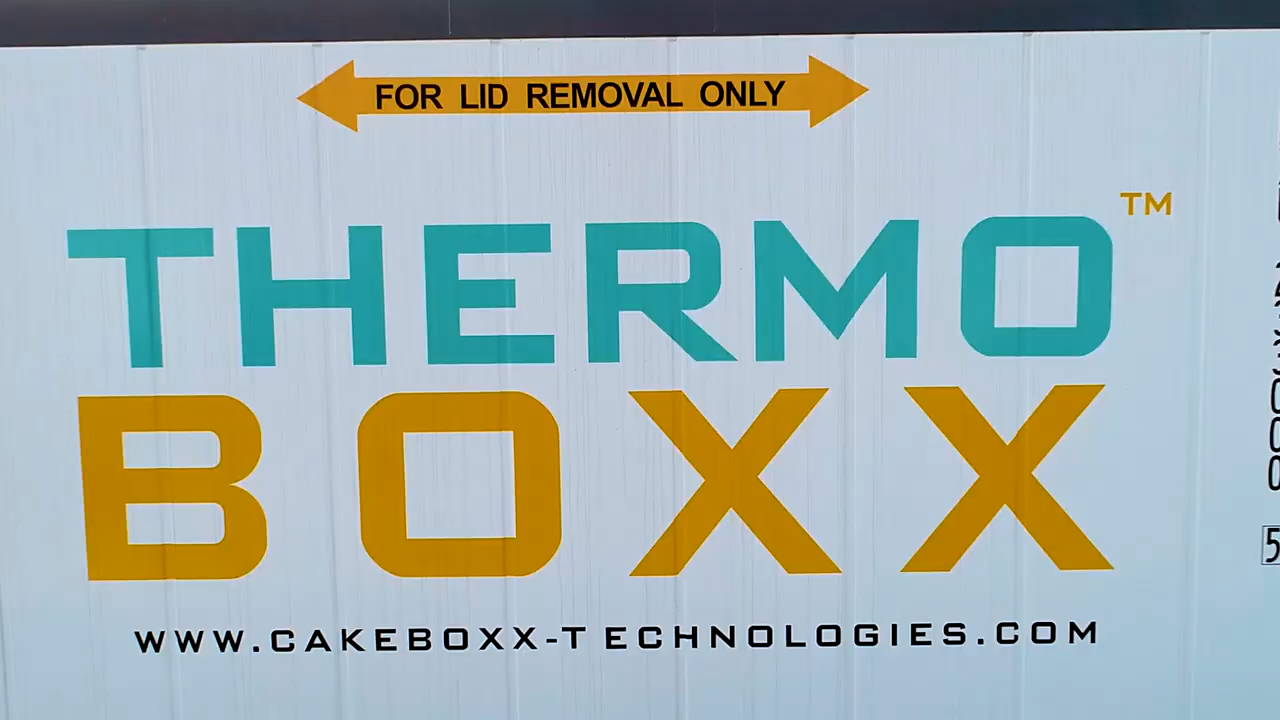 FOR LID REMOVAL ONLY
THERMO™
BOXX
WWW.CAKEBOXX-TECHNOLOGIES.COM